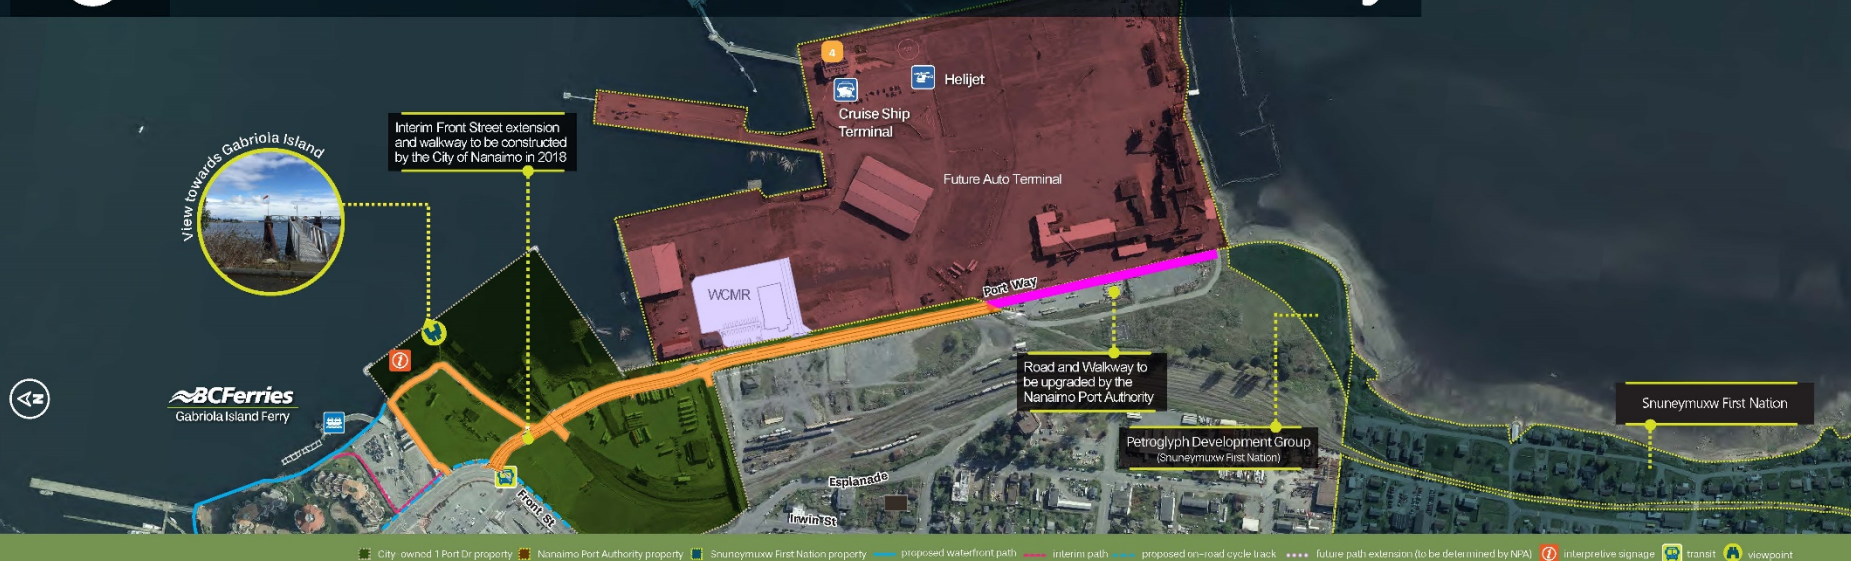 4
Helijet
Cruise Ship
Terminal
Interim Front Street extension
and walkway to be constructed
by the City of Nanaimo in 2018
View towards Gabriola Island
Future Auto Terminal
WCMR
Port Way
i
N
BCFerries
Gabriola Island Ferry
Road and Walkway to
be upgraded by the
Nanaimo Port Authority
Snuneymuxw First Nation
Petroglyph Development Group
(Snuneymuxw First Nation)
Esplanade
Front St
Irwin St
City owned 1 Port Dr property Nanaimo Port Authority property Snuneymuxw First Nation property proposed waterfront path interim path proposed on-road cycle track future path extension (to be determined by NPA) i interpretive signage transit viewpoint